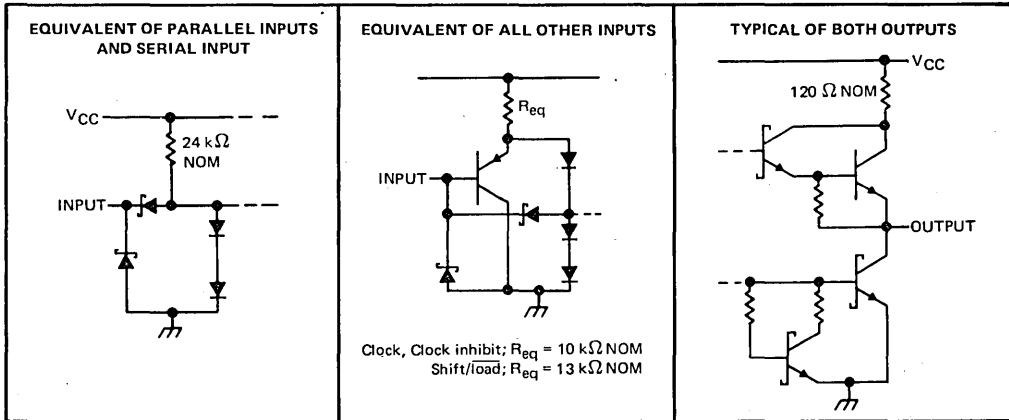 EQUIVALENT OF PARALLEL INPUTS
AND SERIAL INPUT
VCC
24 kΩ
NOM
INPUT
EQUIVALENT OF ALL OTHER INPUTS
Req
INPUT
Clock, Clock inhibit; Req = 10 kΩ NOM
Shift/l̅o̅a̅d̅; Req = 13 kΩ NOM
TYPICAL OF BOTH OUTPUTS
VCC
120 Ω NOM
OUTPUT